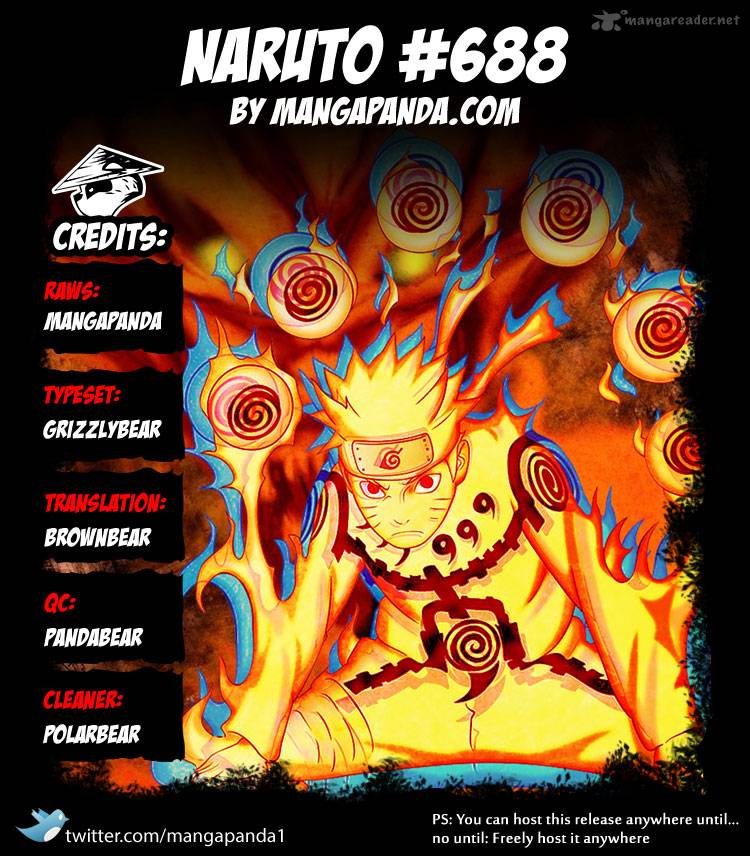 mangareader.net
NARUTO #688
BY MANGAPANDA.COM
CREDITS:
RAWS:
MANGAPANDA
TYPESET:
GRIZZLYBEAR
TRANSLATION:
BROWNBEAR
QC:
PANDABEAR
CLEANER:
POLARBEAR
twitter.com/mangapanda1
PS: You can host this release anywhere until...
no until: Freely host it anywhere